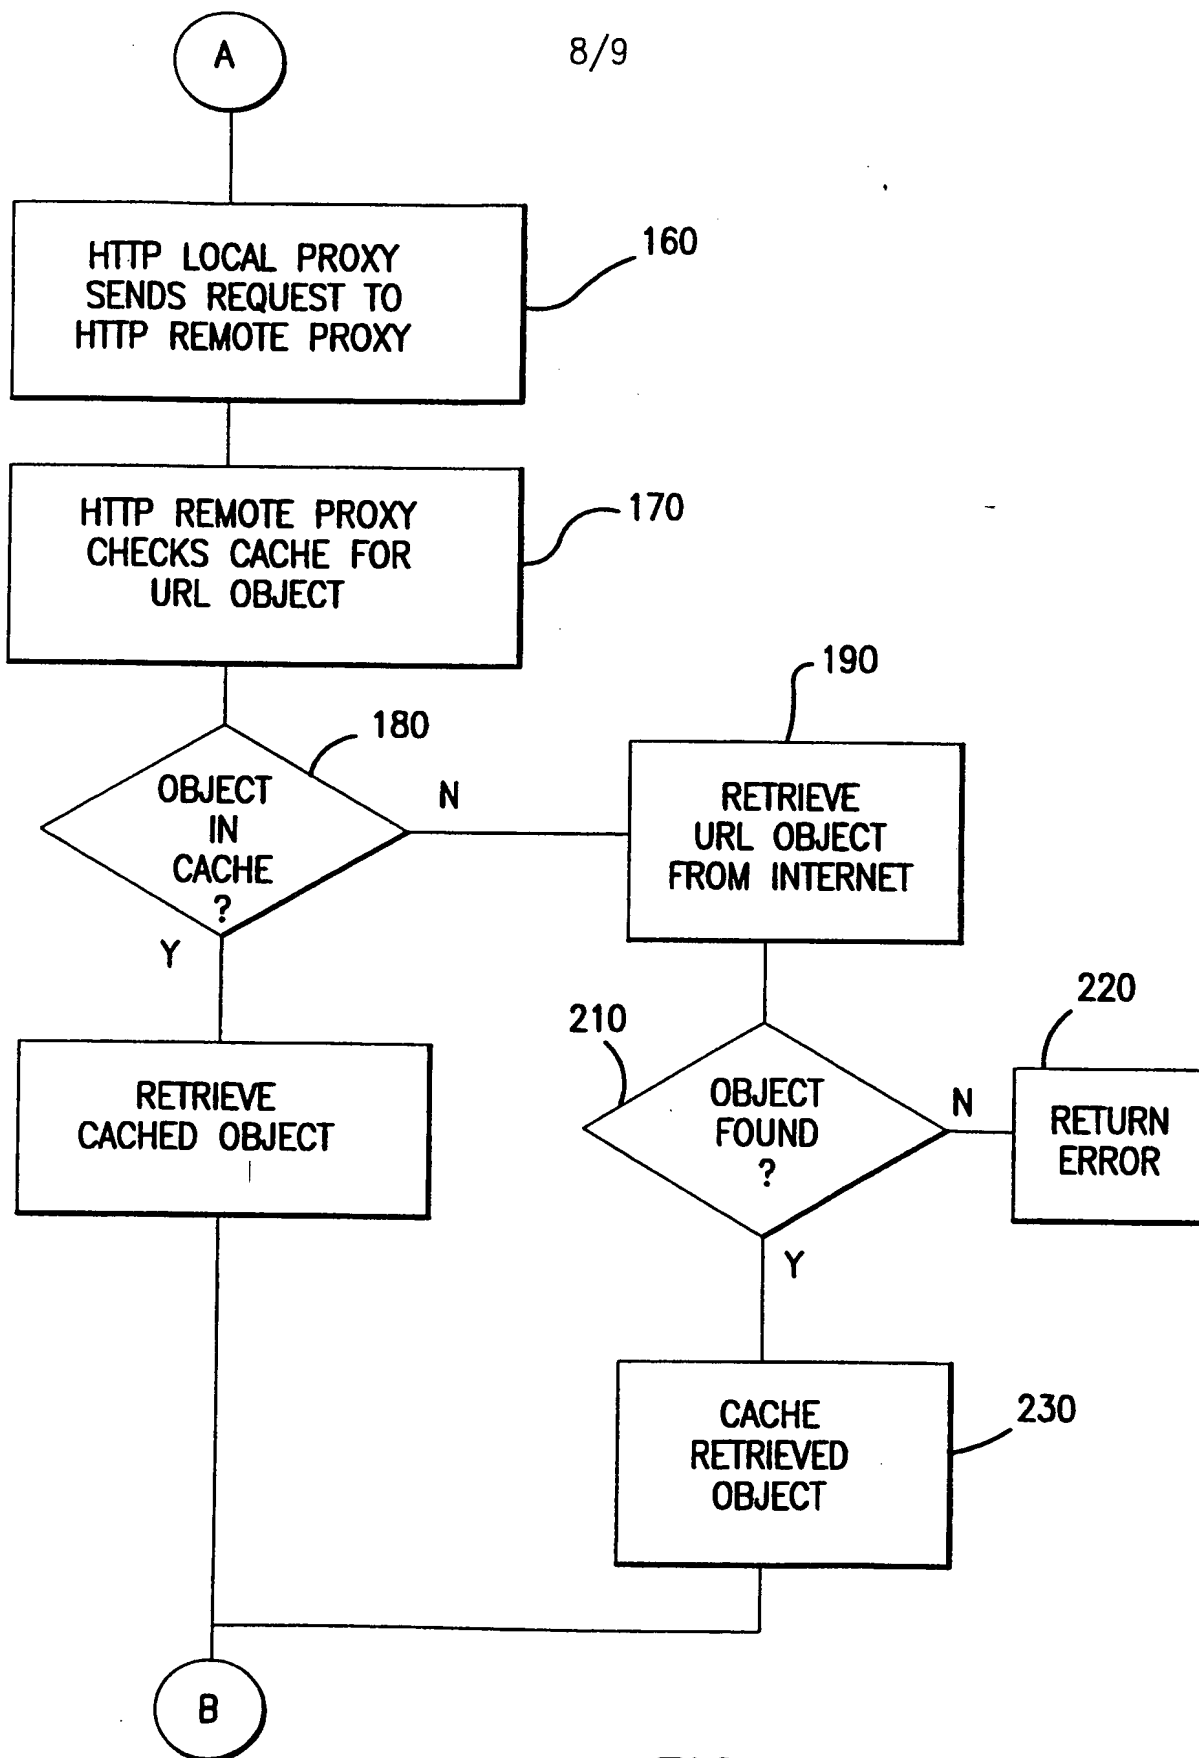 A
8/9
HTTP LOCAL PROXY
SENDS REQUEST TO
HTTP REMOTE PROXY
160
HTTP REMOTE PROXY
CHECKS CACHE FOR
URL OBJECT
170
180
OBJECT
IN
CACHE
?
N
Y
190
RETRIEVE
URL OBJECT
FROM INTERNET
RETRIEVE
CACHED OBJECT
210
OBJECT
FOUND
?
N
Y
220
RETURN
ERROR
CACHE
RETRIEVED
OBJECT
230
B